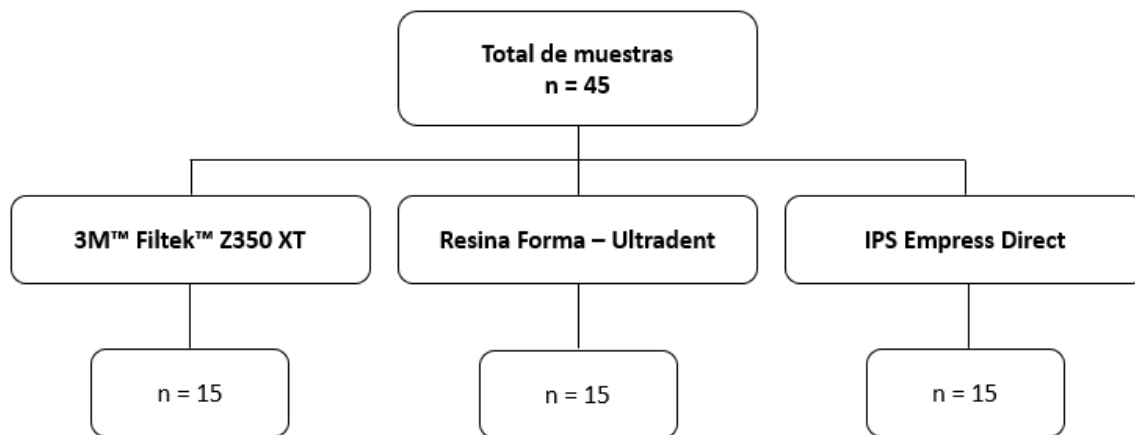 Total de muestras
n = 45
3M™ Filtek™ Z350 XT
Resina Forma – Ultradent
IPS Empress Direct
n = 15
n = 15
n = 15